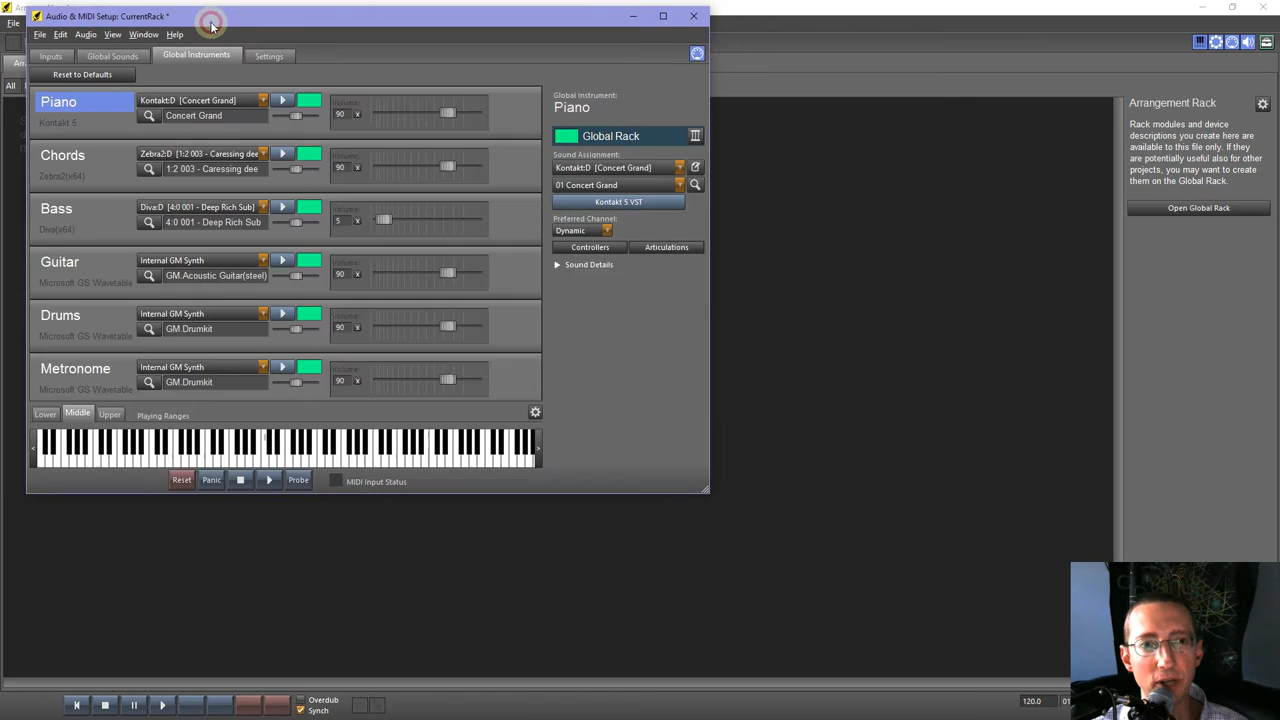 Audio & MIDI Setup: CurrentRack *
File Edit Audio View Window Help
Inputs Global Sounds Global Instruments Settings
Reset to Defaults
Piano
Kontakt 5
Kontakt:D [Concert Grand]
Concert Grand
Volume:
90 x
Chords
Zebra2(x64)
Zebra2:D [1:2 003 - Caressing dee
1:2 003 - Caressing dee
Volume:
90 x
Bass
Diva(x64)
Diva:D [4:0 001 - Deep Rich Sub]
4:0 001 - Deep Rich Sub
Volume:
5 x
Guitar
Microsoft GS Wavetable
Internal GM Synth
GM.Acoustic Guitar(steel)
Volume:
90 x
Drums
Microsoft GS Wavetable
Internal GM Synth
GM.Drumkit
Volume:
90 x
Metronome
Microsoft GS Wavetable
Internal GM Synth
GM.Drumkit
Volume:
90 x
Lower Middle Upper Playing Ranges
Reset Panic Probe MIDI Input Status
Global Instrument:
Piano
Global Rack
Sound Assignment:
Kontakt:D [Concert Grand]
01 Concert Grand
Kontakt 5 VST
Preferred Channel:
Dynamic
Controllers Articulations
Sound Details
File
All
Arrangement Rack
Rack modules and device
descriptions you create here are
available to this file only. If they
are potentially useful also for other
projects, you may want to create
them on the Global Rack.
Open Global Rack
Overdub
Synch
120.0